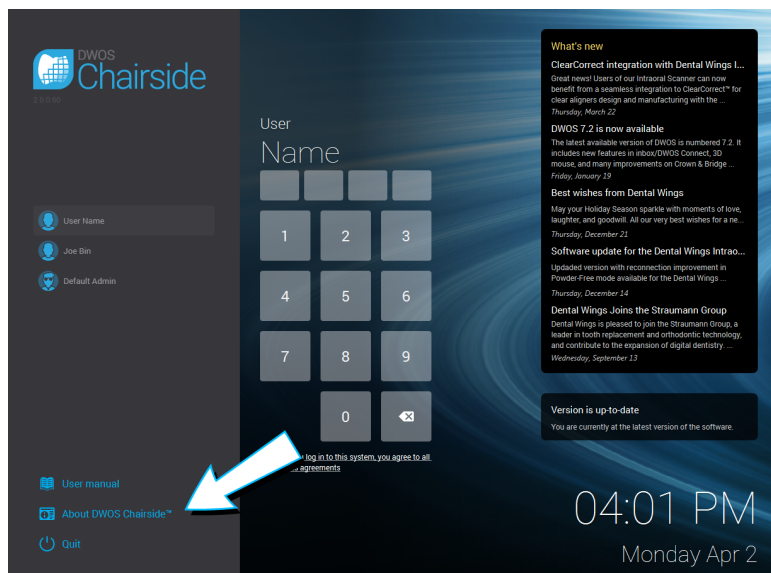 DWOS
Chairside
2.0.0.60
User Name
Joe Bin
Default Admin
User manual
About DWOS Chairside™
Quit
User
Name
1 2 3
4 5 6
7 8 9
0
log in to this system, you agree to all
agreements
What's new
ClearCorrect integration with Dental Wings I...
Great news! Users of our Intraoral Scanner can now
benefit from a seamless integration to ClearCorrect™ for
clear aligners design and manufacturing with the ...
Thursday, March 22
DWOS 7.2 is now available
The latest available version of DWOS is numbered 7.2. It
includes new features in inbox/DWOS Connect, 3D
mouse, and many improvements on Crown & Bridge ...
Friday, January 19
Best wishes from Dental Wings
May your Holiday Season sparkle with moments of love,
laughter, and goodwill. All our very best wishes for a ne...
Thursday, December 21
Software update for the Dental Wings Intrao...
Updaded version with reconnection improvement in
Powder-Free mode available for the Dental Wings ...
Thursday, December 14
Dental Wings Joins the Straumann Group
Dental Wings is pleased to join the Straumann Group, a
leader in tooth replacement and orthodontic technology,
and contribute to the expansion of digital dentistry. ...
Wednesday, September 13
Version is up-to-date
You are currently at the latest version of the software.
04:01 PM
Monday Apr 2